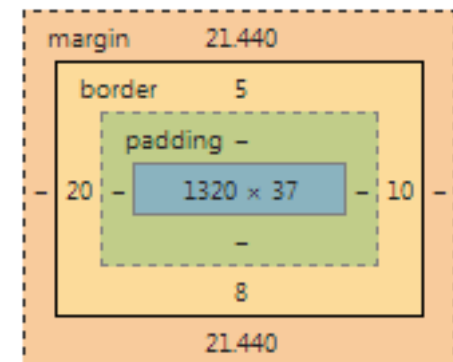 margin 21.440
border 5
padding –
– 20 – 1320 × 37 – 10 –
–
8
21.440